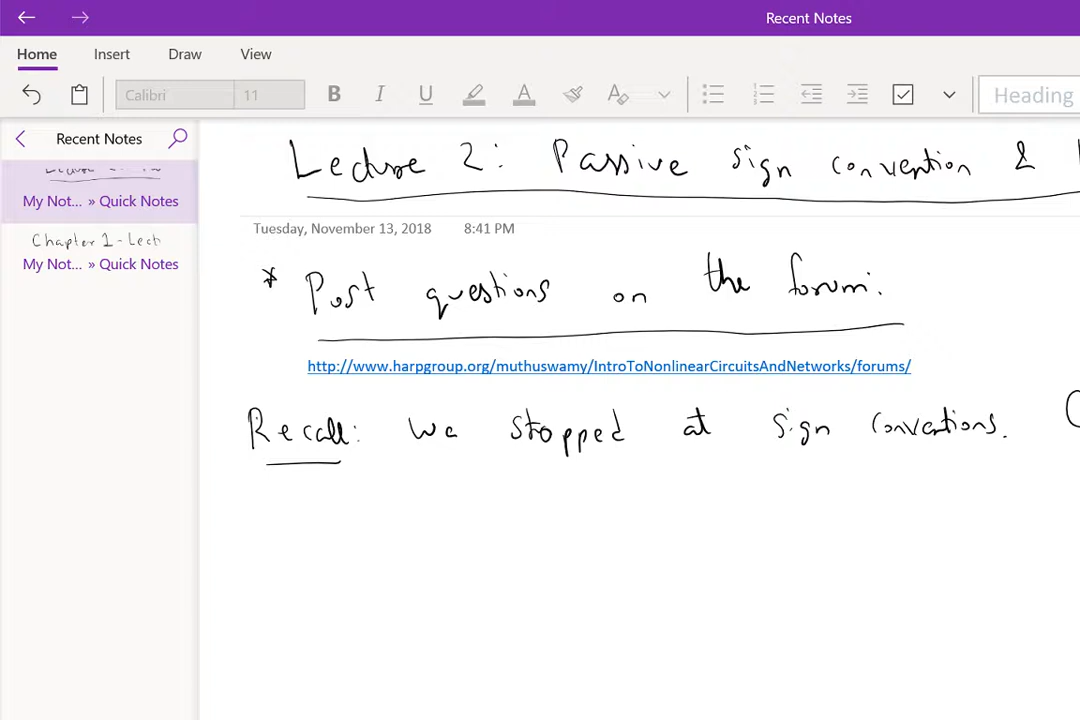 Recent Notes
Home Insert Draw View
Calibri 11 B I U A A Heading
Recent Notes
My Not... » Quick Notes
Chapter 1 - Lect
My Not... » Quick Notes
Lecture 2: Passive sign convention &
Tuesday, November 13, 2018 8:41 PM
* Post questions on the forum:
http://www.harpgroup.org/muthuswamy/IntroToNonlinearCircuitsAndNetworks/forums/
Recall: We stopped at sign conventions.